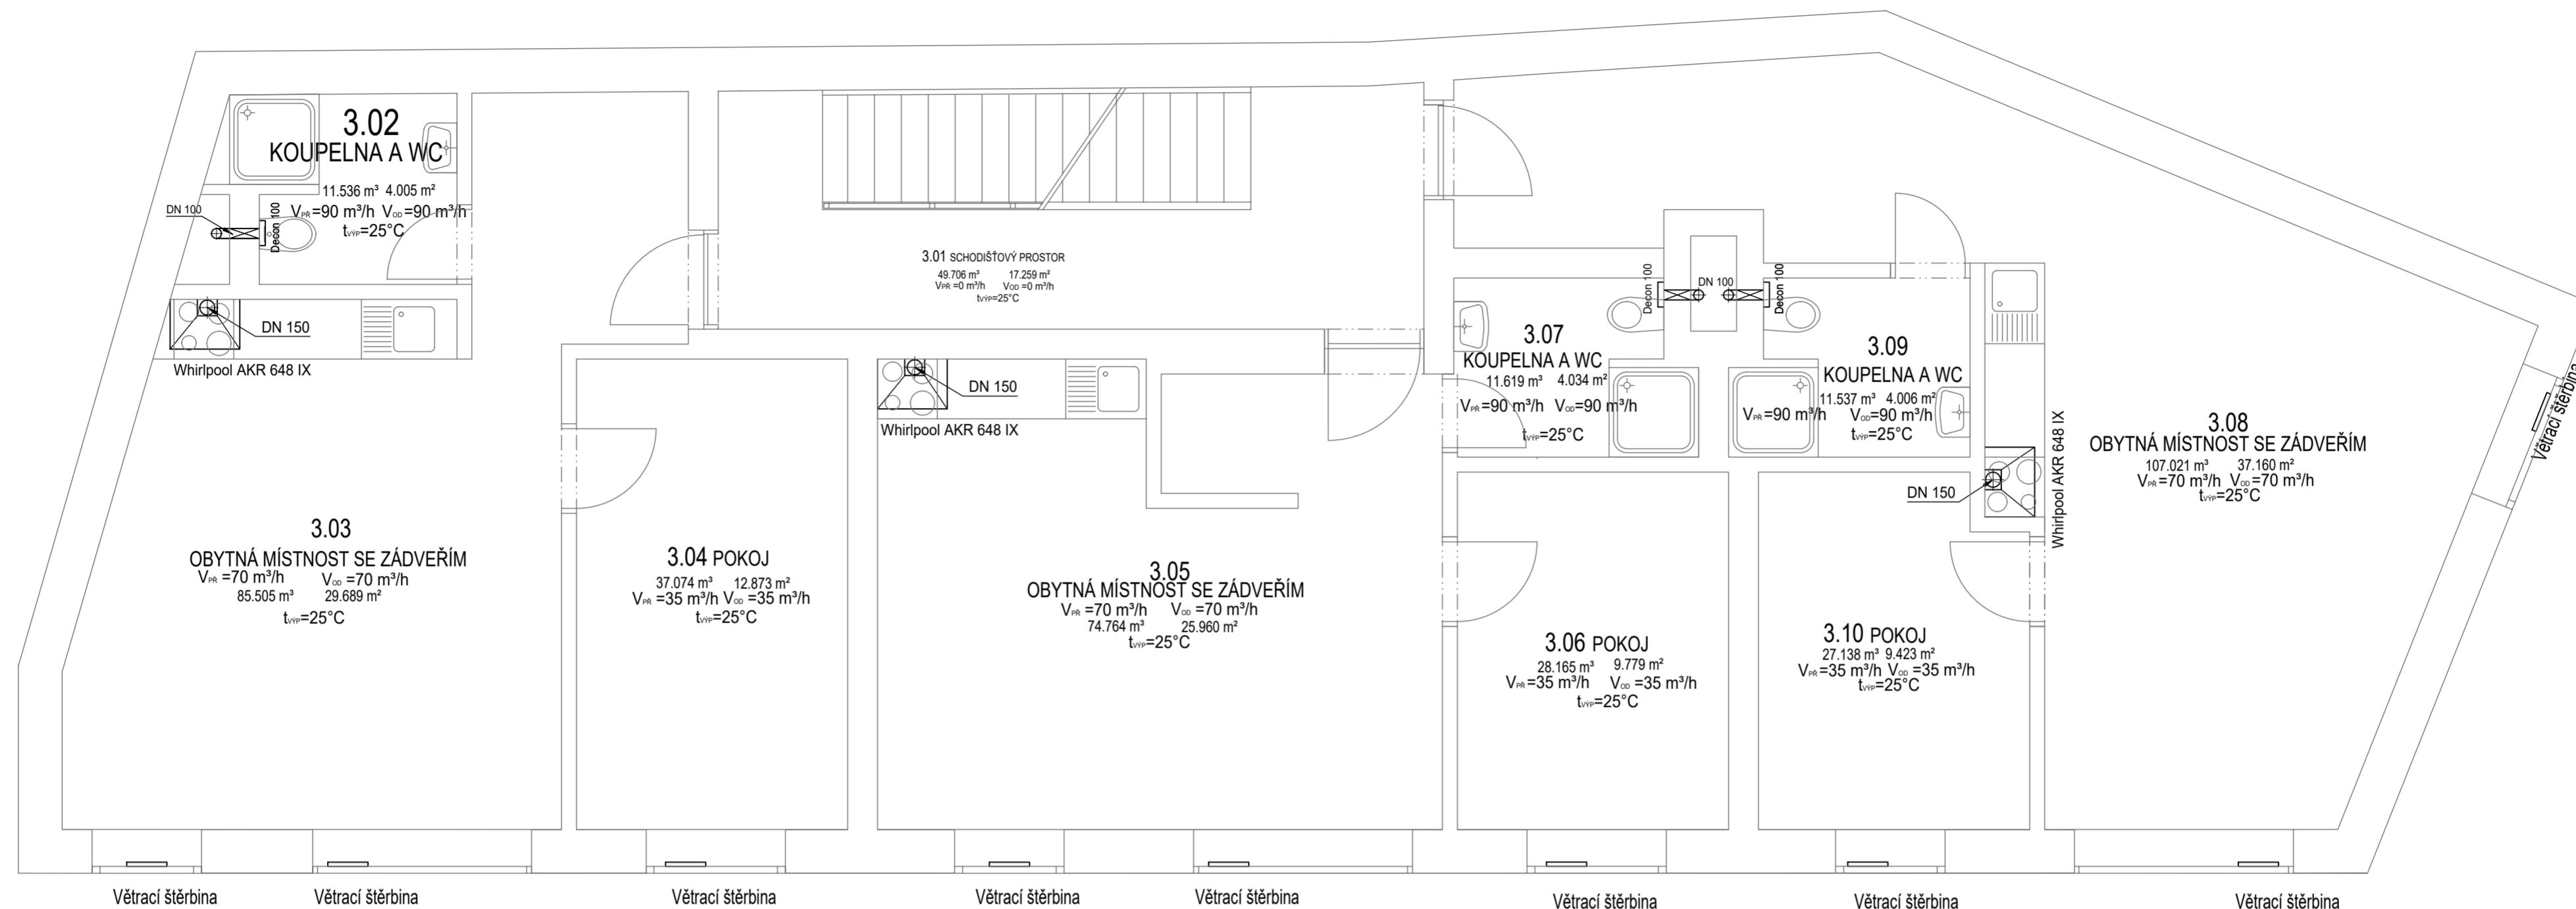 3.02
KOUPELNA A WC
11.536 m³ 4.005 m²
VPŘ=90 m³/h VOD=90 m³/h
tVÝP=25°C
DN 100
Decon 100
DN 150
Whirlpool AKR 648 IX
3.03
OBYTNÁ MÍSTNOST SE ZÁDVEŘÍM
VPŘ =70 m³/h VOD =70 m³/h
85.505 m³ 29.689 m²
tVÝP=25°C
3.04 POKOJ
37.074 m³ 12.873 m²
VPŘ =35 m³/h VOD =35 m³/h
tVÝP=25°C
3.01 SCHODIŠŤOVÝ PROSTOR
49.706 m³ 17.259 m²
VPŘ =0 m³/h VOD =0 m³/h
tVÝP=25°C
DN 150
Whirlpool AKR 648 IX
3.05
OBYTNÁ MÍSTNOST SE ZÁDVEŘÍM
VPŘ =70 m³/h VOD =70 m³/h
74.764 m³ 25.960 m²
tVÝP=25°C
Decon 100
DN 100
Decon 100
3.07
KOUPELNA A WC
11.619 m³ 4.034 m²
VPŘ=90 m³/h VOD=90 m³/h
tVÝP=25°C
3.09
KOUPELNA A WC
11.537 m³ 4.006 m²
VPŘ=90 m³/h VOD=90 m³/h
tVÝP=25°C
3.06 POKOJ
28.165 m³ 9.779 m²
VPŘ=35 m³/h VOD =35 m³/h
tVÝP=25°C
3.10 POKOJ
27.138 m³ 9.423 m²
VPŘ=35 m³/h VOD =35 m³/h
tVÝP=25°C
DN 150
Whirlpool AKR 648 IX
3.08
OBYTNÁ MÍSTNOST SE ZÁDVEŘÍM
107.021 m³ 37.160 m²
VPŘ=70 m³/h VOD=70 m³/h
tVÝP=25°C
Větrací štěrbina
Větrací štěrbina
Větrací štěrbina
Větrací štěrbina
Větrací štěrbina
Větrací štěrbina
Větrací štěrbina
Větrací štěrbina
Větrací štěrbina